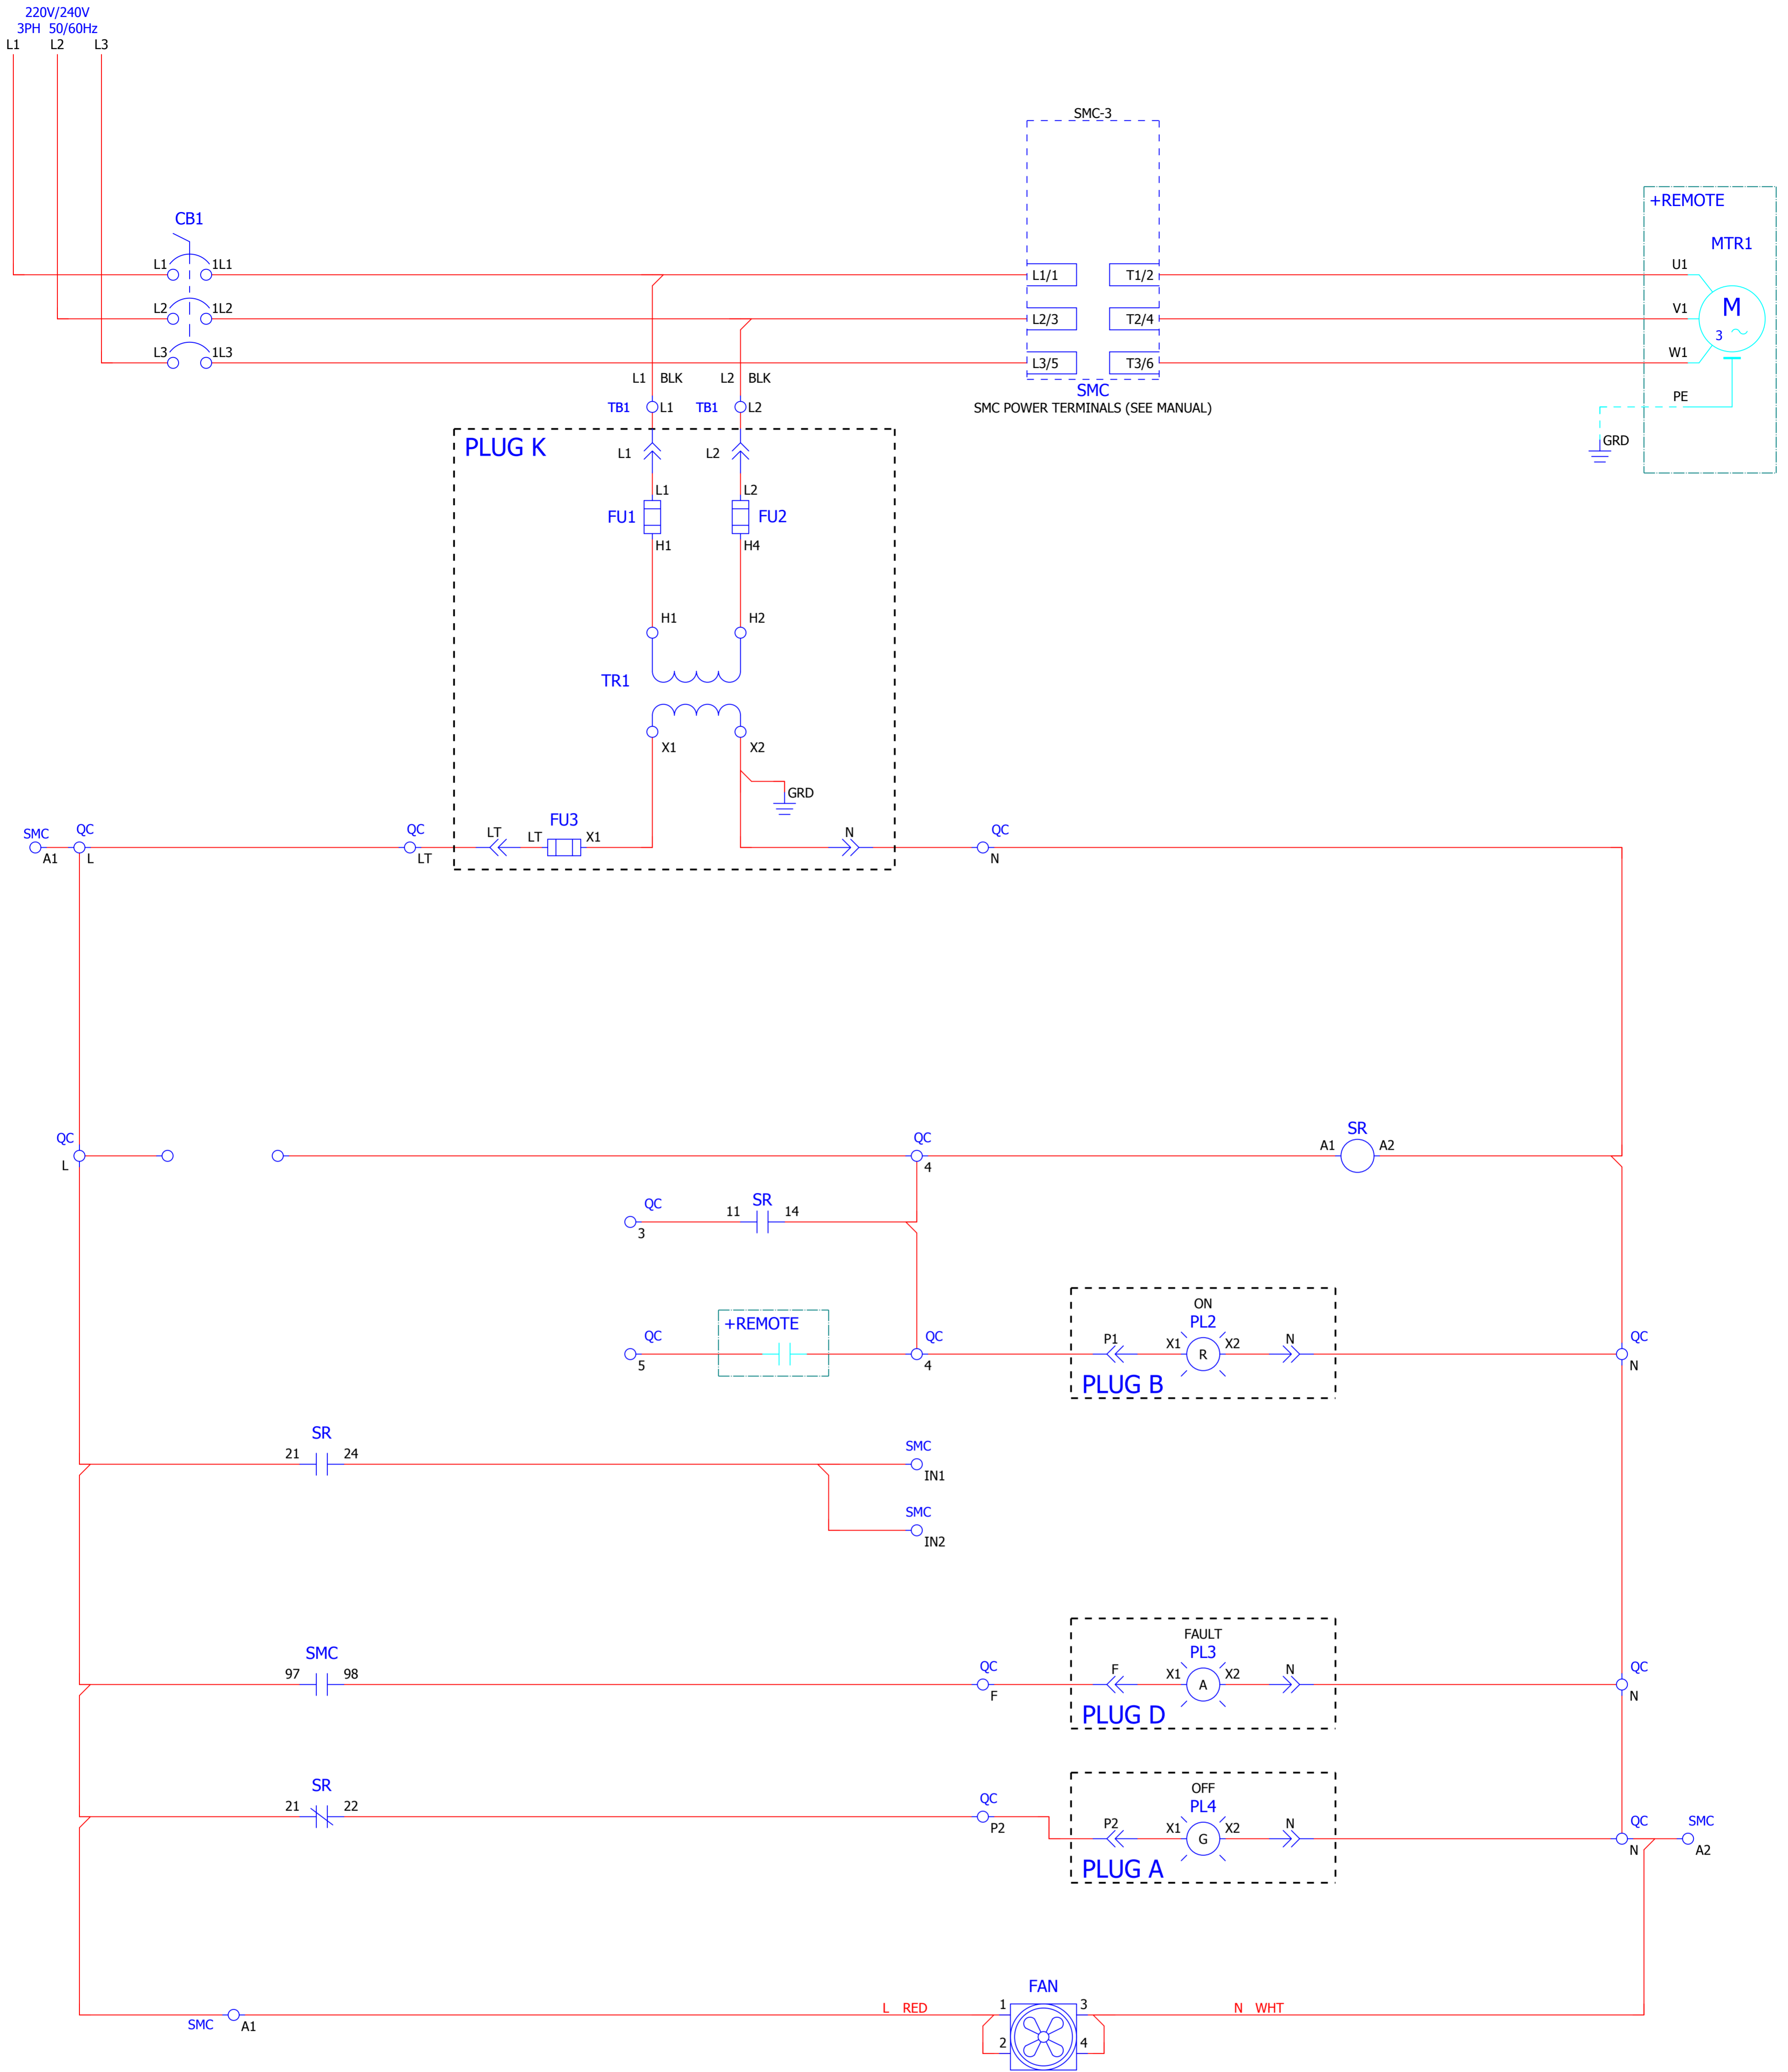 220V/240V
3PH 50/60Hz
L1 L2 L3
SMC-3
+REMOTE
MTR1
CB1
L1 1L1
L1/1 T1/2
U1
L2 1L2
L2/3 T2/4
V1
M
3
L3 1L3
L3/5 T3/6
W1
L1 BLK L2 BLK
SMC
SMC POWER TERMINALS (SEE MANUAL)
PE
GRD
TB1 L1 TB1 L2
PLUG K
L1 L2
L1 L2
FU1 FU2
H1 H4
H1 H2
TR1
X1 X2
GRD
SMC QC QC FU3 QC
LT LT X1 N
A1 L LT N
QC QC SR
A1 A2
L 4
QC SR
11 14
3
+REMOTE
QC QC
5 4
ON
PL2
P1 X1 R X2 N
PLUG B
QC
N
SR
21 24
SMC
IN1
SMC
IN2
SMC
97 98
QC
F
FAULT
PL3
F X1 A X2 N
PLUG D
QC
N
SR
21 22
QC
P2
OFF
PL4
P2 X1 G X2 N
PLUG A
QC SMC
N A2
FAN
SMC A1
L RED
1 3
2 4
N WHT